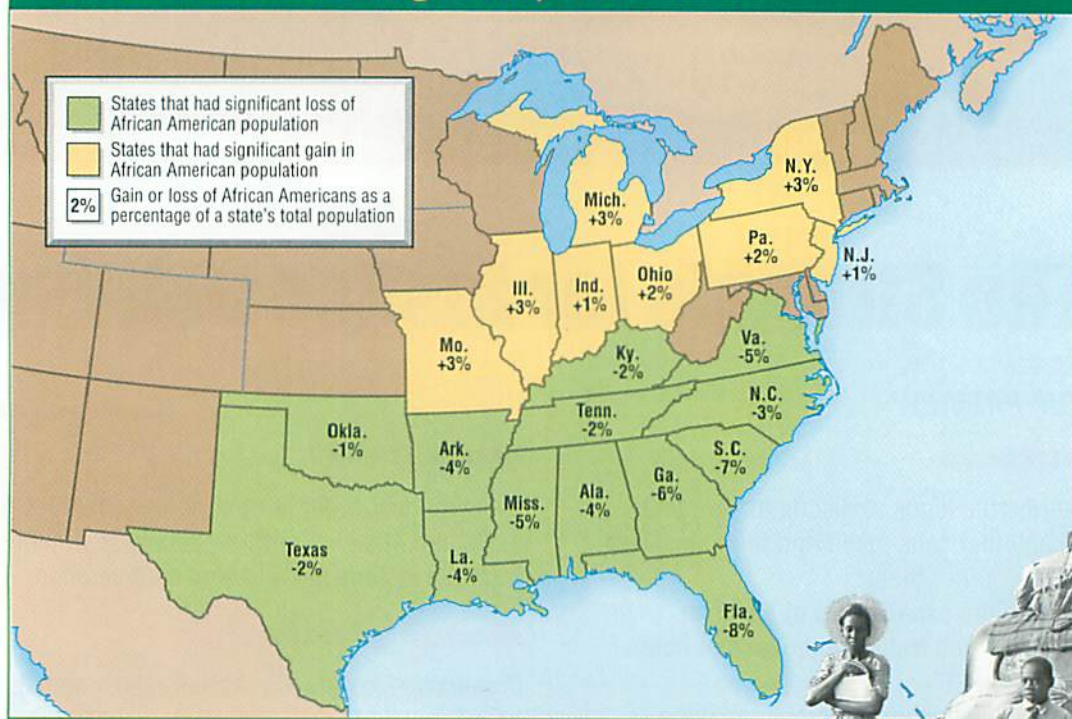 States that had significant loss of
African American population
States that had significant gain in
African American population
2%
Gain or loss of African Americans as a
percentage of a state's total population
N.Y.
+3%
Mich.
+3%
Pa.
+2%
N.J.
+1%
Ill.
+3%
Ind.
+1%
Ohio
+2%
Mo.
+3%
Ky.
-2%
Va.
-5%
N.C.
-3%
Tenn.
-2%
Okla.
-1%
Ark.
-4%
S.C.
-7%
Miss.
-5%
Ala.
-4%
Ga.
-6%
Texas
-2%
La.
-4%
Fla.
-8%